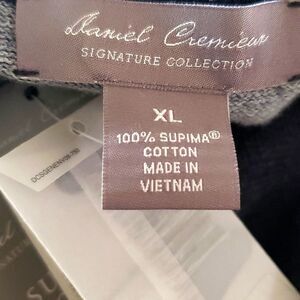 Daniel Cremieux
SIGNATURE COLLECTION
XL
100% SUPIMA®
COTTON
MADE IN
VIETNAM